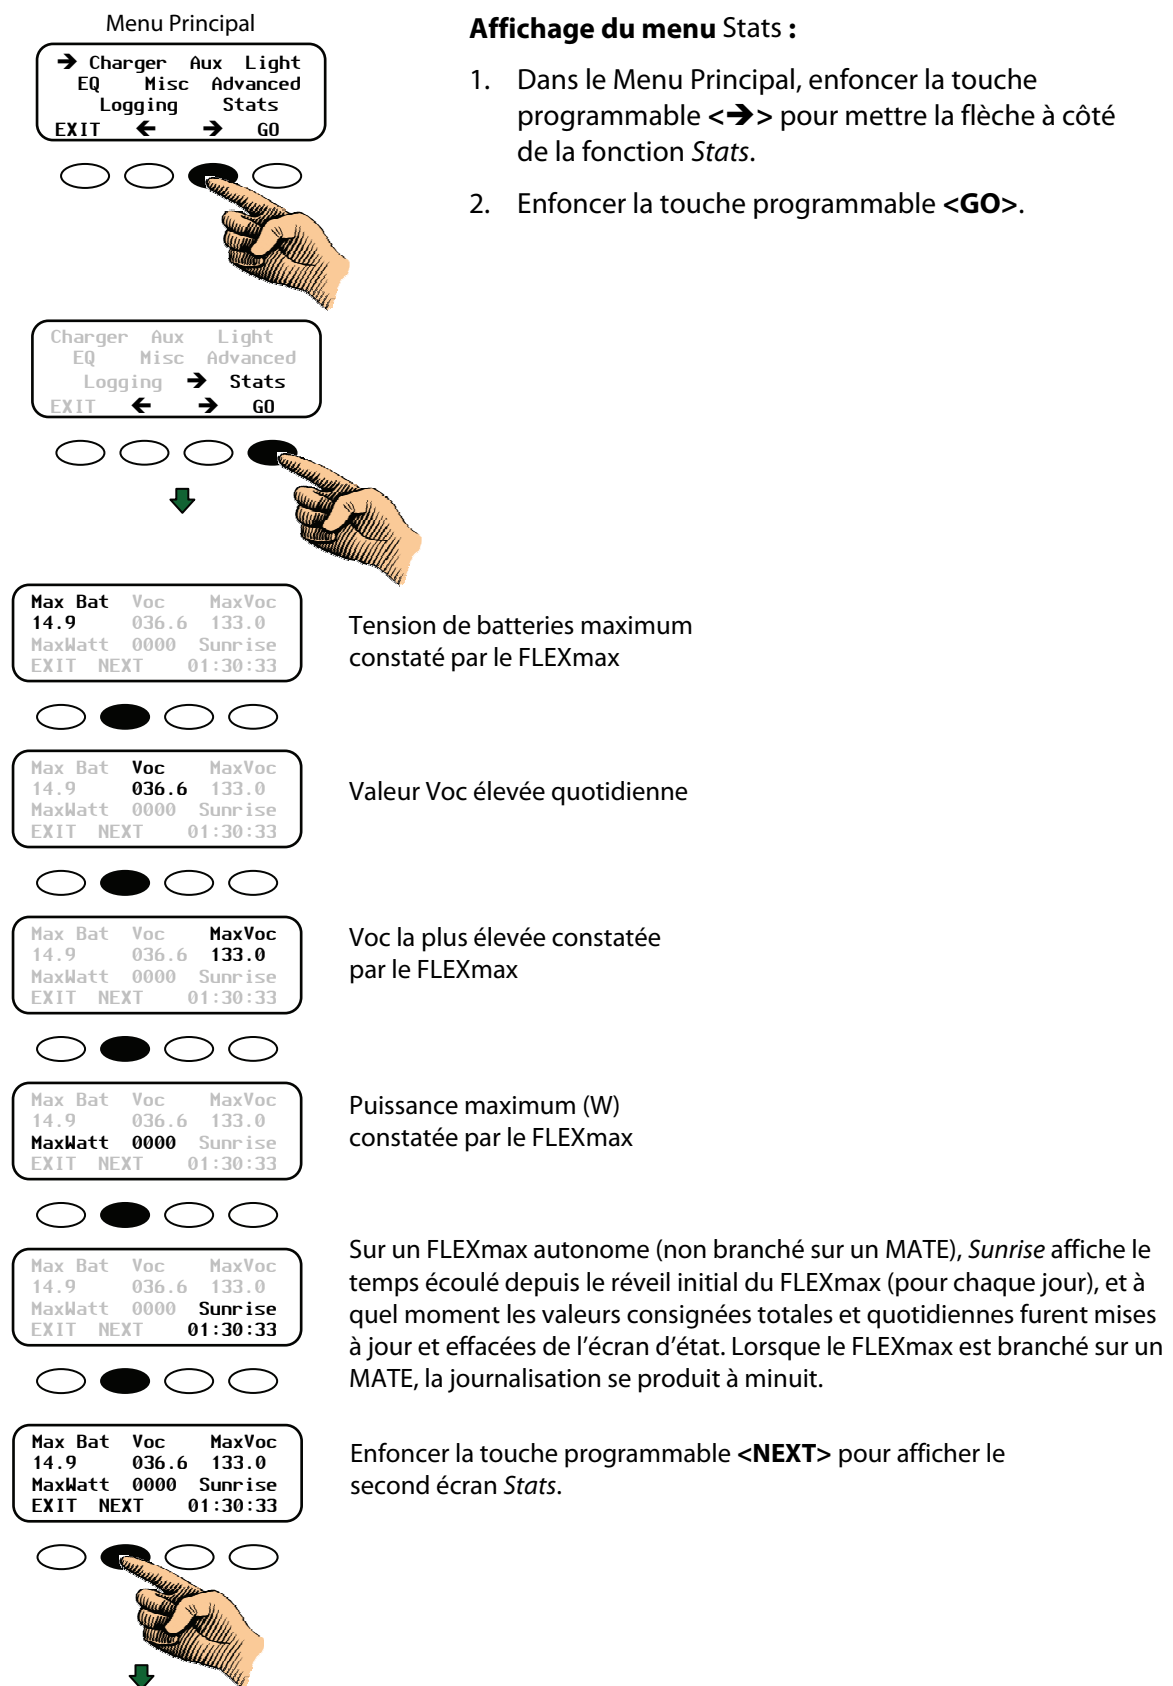 Menu Principal
➔ Charger Aux Light
EQ Misc Advanced
Logging Stats
EXIT ← ➔ GO
Affichage du menu Stats :
1. Dans le Menu Principal, enfoncer la touche
programmable <➔> pour mettre la flèche à côté
de la fonction Stats.
2. Enfoncer la touche programmable <GO>.
Charger Aux Light
EQ Misc Advanced
Logging ➔ Stats
EXIT ← ➔ GO
Max Bat Voc MaxVoc
14.9 036.6 133.0
MaxWatt 0000 Sunrise
EXIT NEXT 01:30:33
Tension de batteries maximum
constaté par le FLEXmax
Max Bat Voc MaxVoc
14.9 036.6 133.0
MaxWatt 0000 Sunrise
EXIT NEXT 01:30:33
Valeur Voc élevée quotidienne
Max Bat Voc MaxVoc
14.9 036.6 133.0
MaxWatt 0000 Sunrise
EXIT NEXT 01:30:33
Voc la plus élevée constatée
par le FLEXmax
Max Bat Voc MaxVoc
14.9 036.6 133.0
MaxWatt 0000 Sunrise
EXIT NEXT 01:30:33
Puissance maximum (W)
constatée par le FLEXmax
Max Bat Voc MaxVoc
14.9 036.6 133.0
MaxWatt 0000 Sunrise
EXIT NEXT 01:30:33
Sur un FLEXmax autonome (non branché sur un MATE), Sunrise affiche le
temps écoulé depuis le réveil initial du FLEXmax (pour chaque jour), et à
quel moment les valeurs consignées totales et quotidiennes furent mises
à jour et effacées de l’écran d’état. Lorsque le FLEXmax est branché sur un
MATE, la journalisation se produit à minuit.
Max Bat Voc MaxVoc
14.9 036.6 133.0
MaxWatt 0000 Sunrise
EXIT NEXT 01:30:33
Enfoncer la touche programmable <NEXT> pour afficher le
second écran Stats.